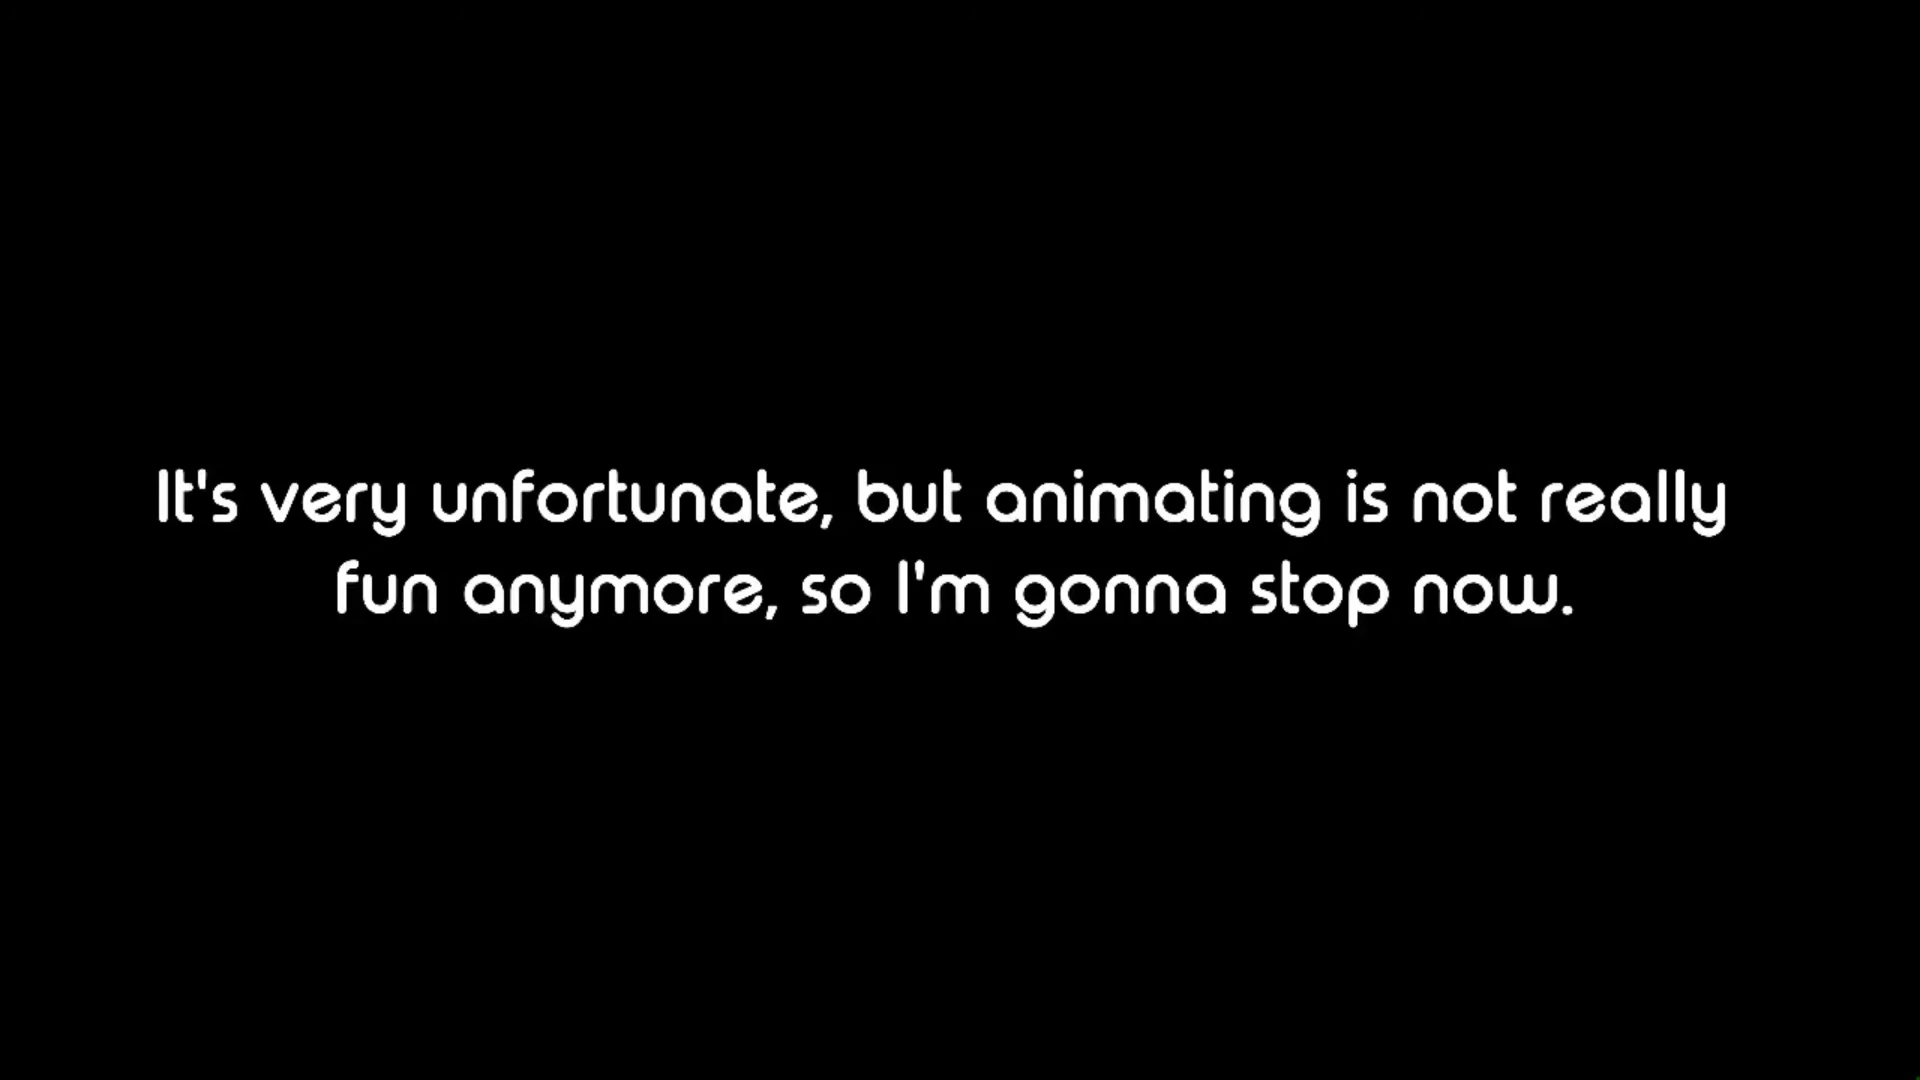 It's very unfortunate, but animating is not really
fun anymore, so I'm gonna stop now.